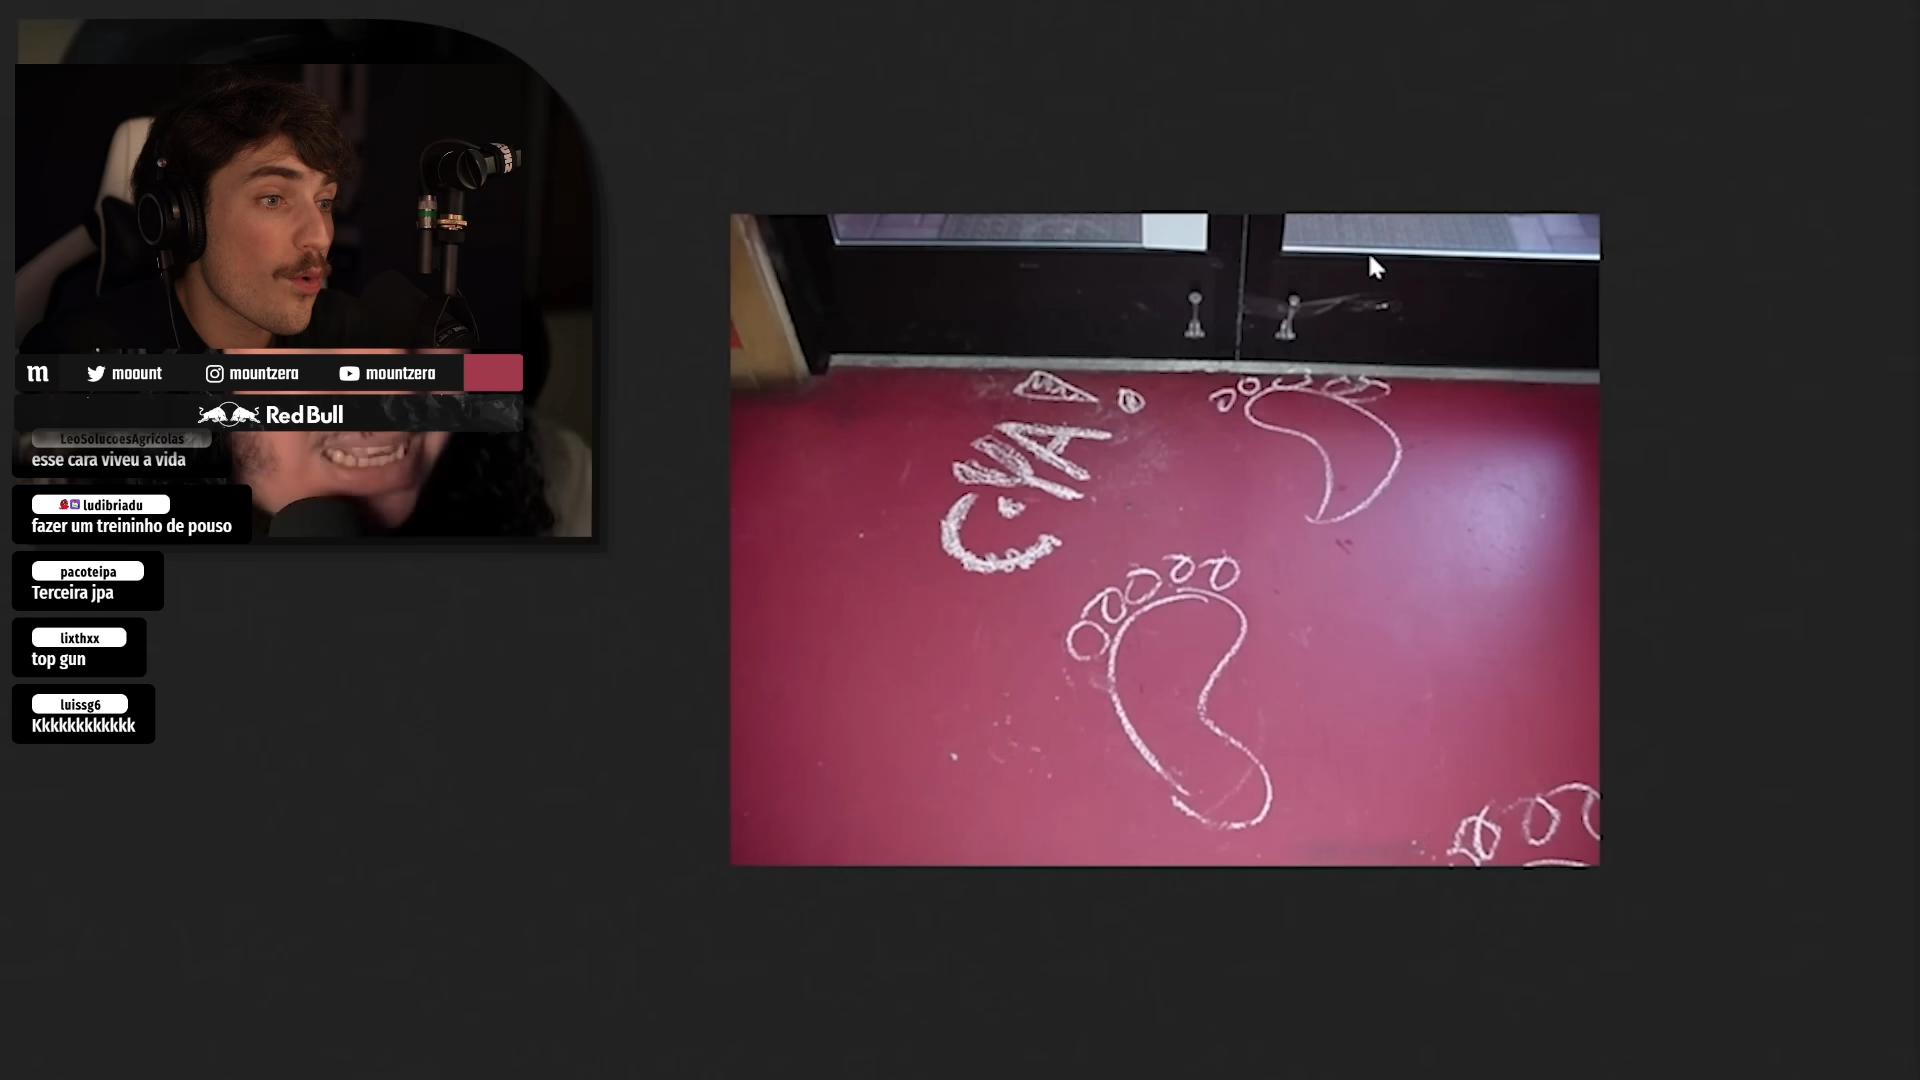 m
moount
mountzera
mountzera
Red Bull
LeoSolucoesAgricolas
esse cara viveu a vida
ludibriadu
fazer um treininho de pouso
pacoteipa
Terceira jpa
lixthxx
top gun
luissg6
Kkkkkkkkkkkk
C-YA!